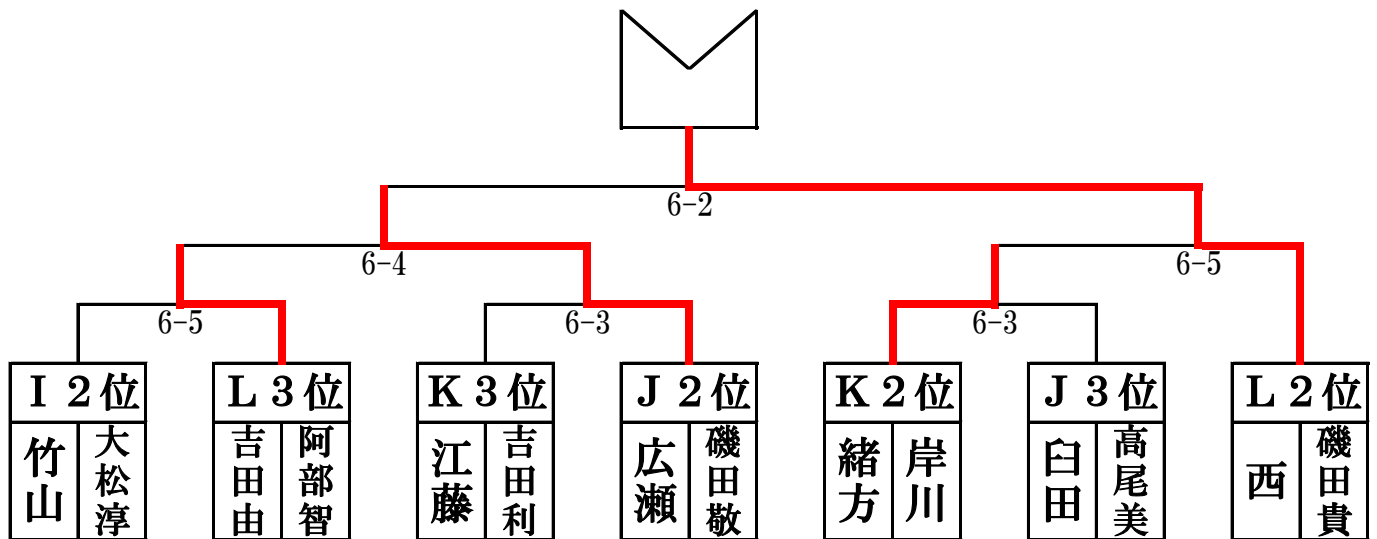 6-2
6-4
6-5
6-5
6-3
6-3
I 2位
L 3位
K 3位
J 2位
K 2位
J 3位
L 2位
竹山
大松淳
吉田由
阿部智
江藤
吉田利
広瀬
磯田敬
緒方
岸川
臼田
高尾美
西
磯田貴